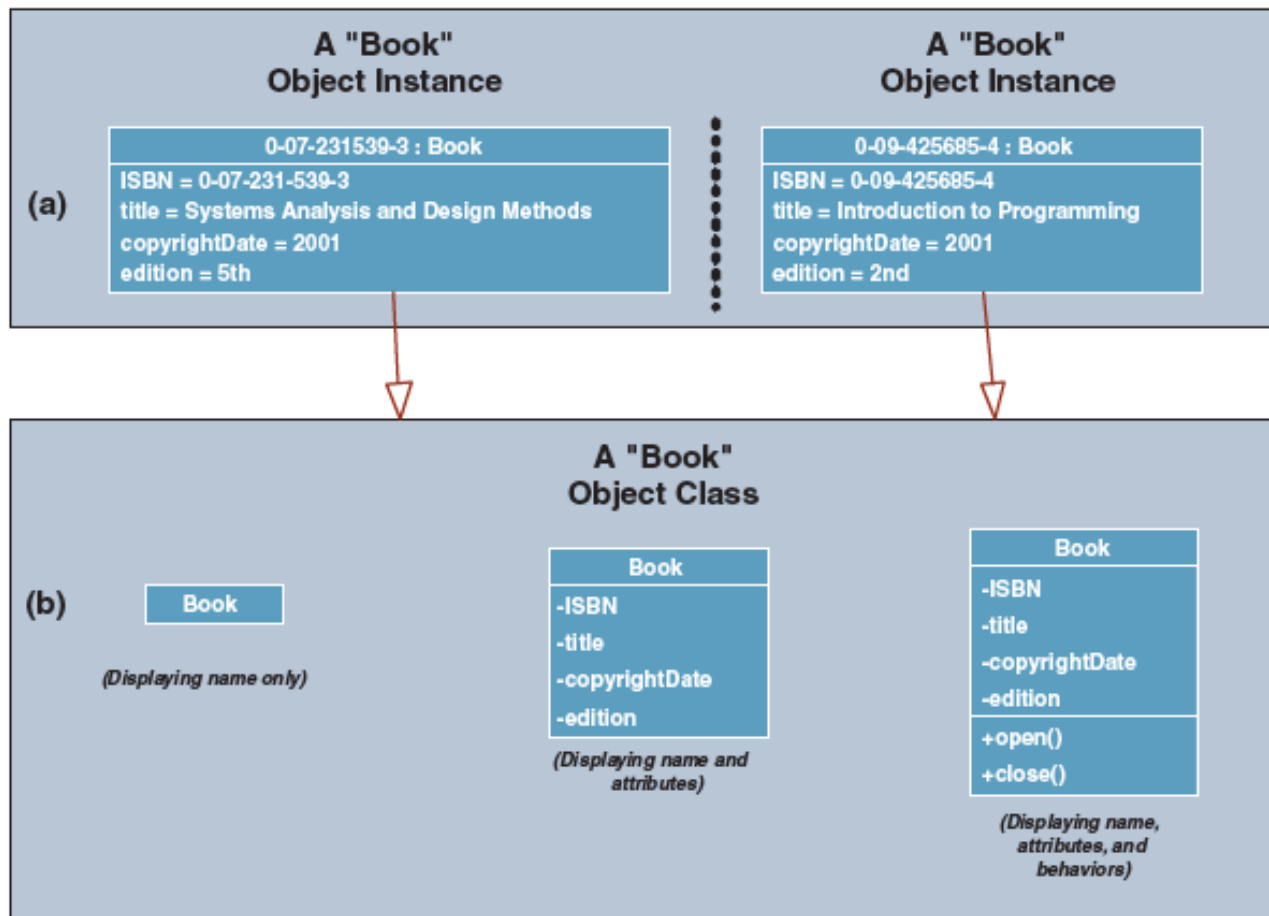 A "Book"
Object Instance
A "Book"
Object Instance
(a)
0-07-231539-3 : Book
ISBN = 0-07-231-539-3
title = Systems Analysis and Design Methods
copyrightDate = 2001
edition = 5th
0-09-425685-4 : Book
ISBN = 0-09-425685-4
title = Introduction to Programming
copyrightDate = 2001
edition = 2nd
A "Book"
Object Class
(b)
Book
(Displaying name only)
Book
-ISBN
-title
-copyrightDate
-edition
(Displaying name and
attributes)
Book
-ISBN
-title
-copyrightDate
-edition
+open()
+close()
(Displaying name,
attributes, and
behaviors)